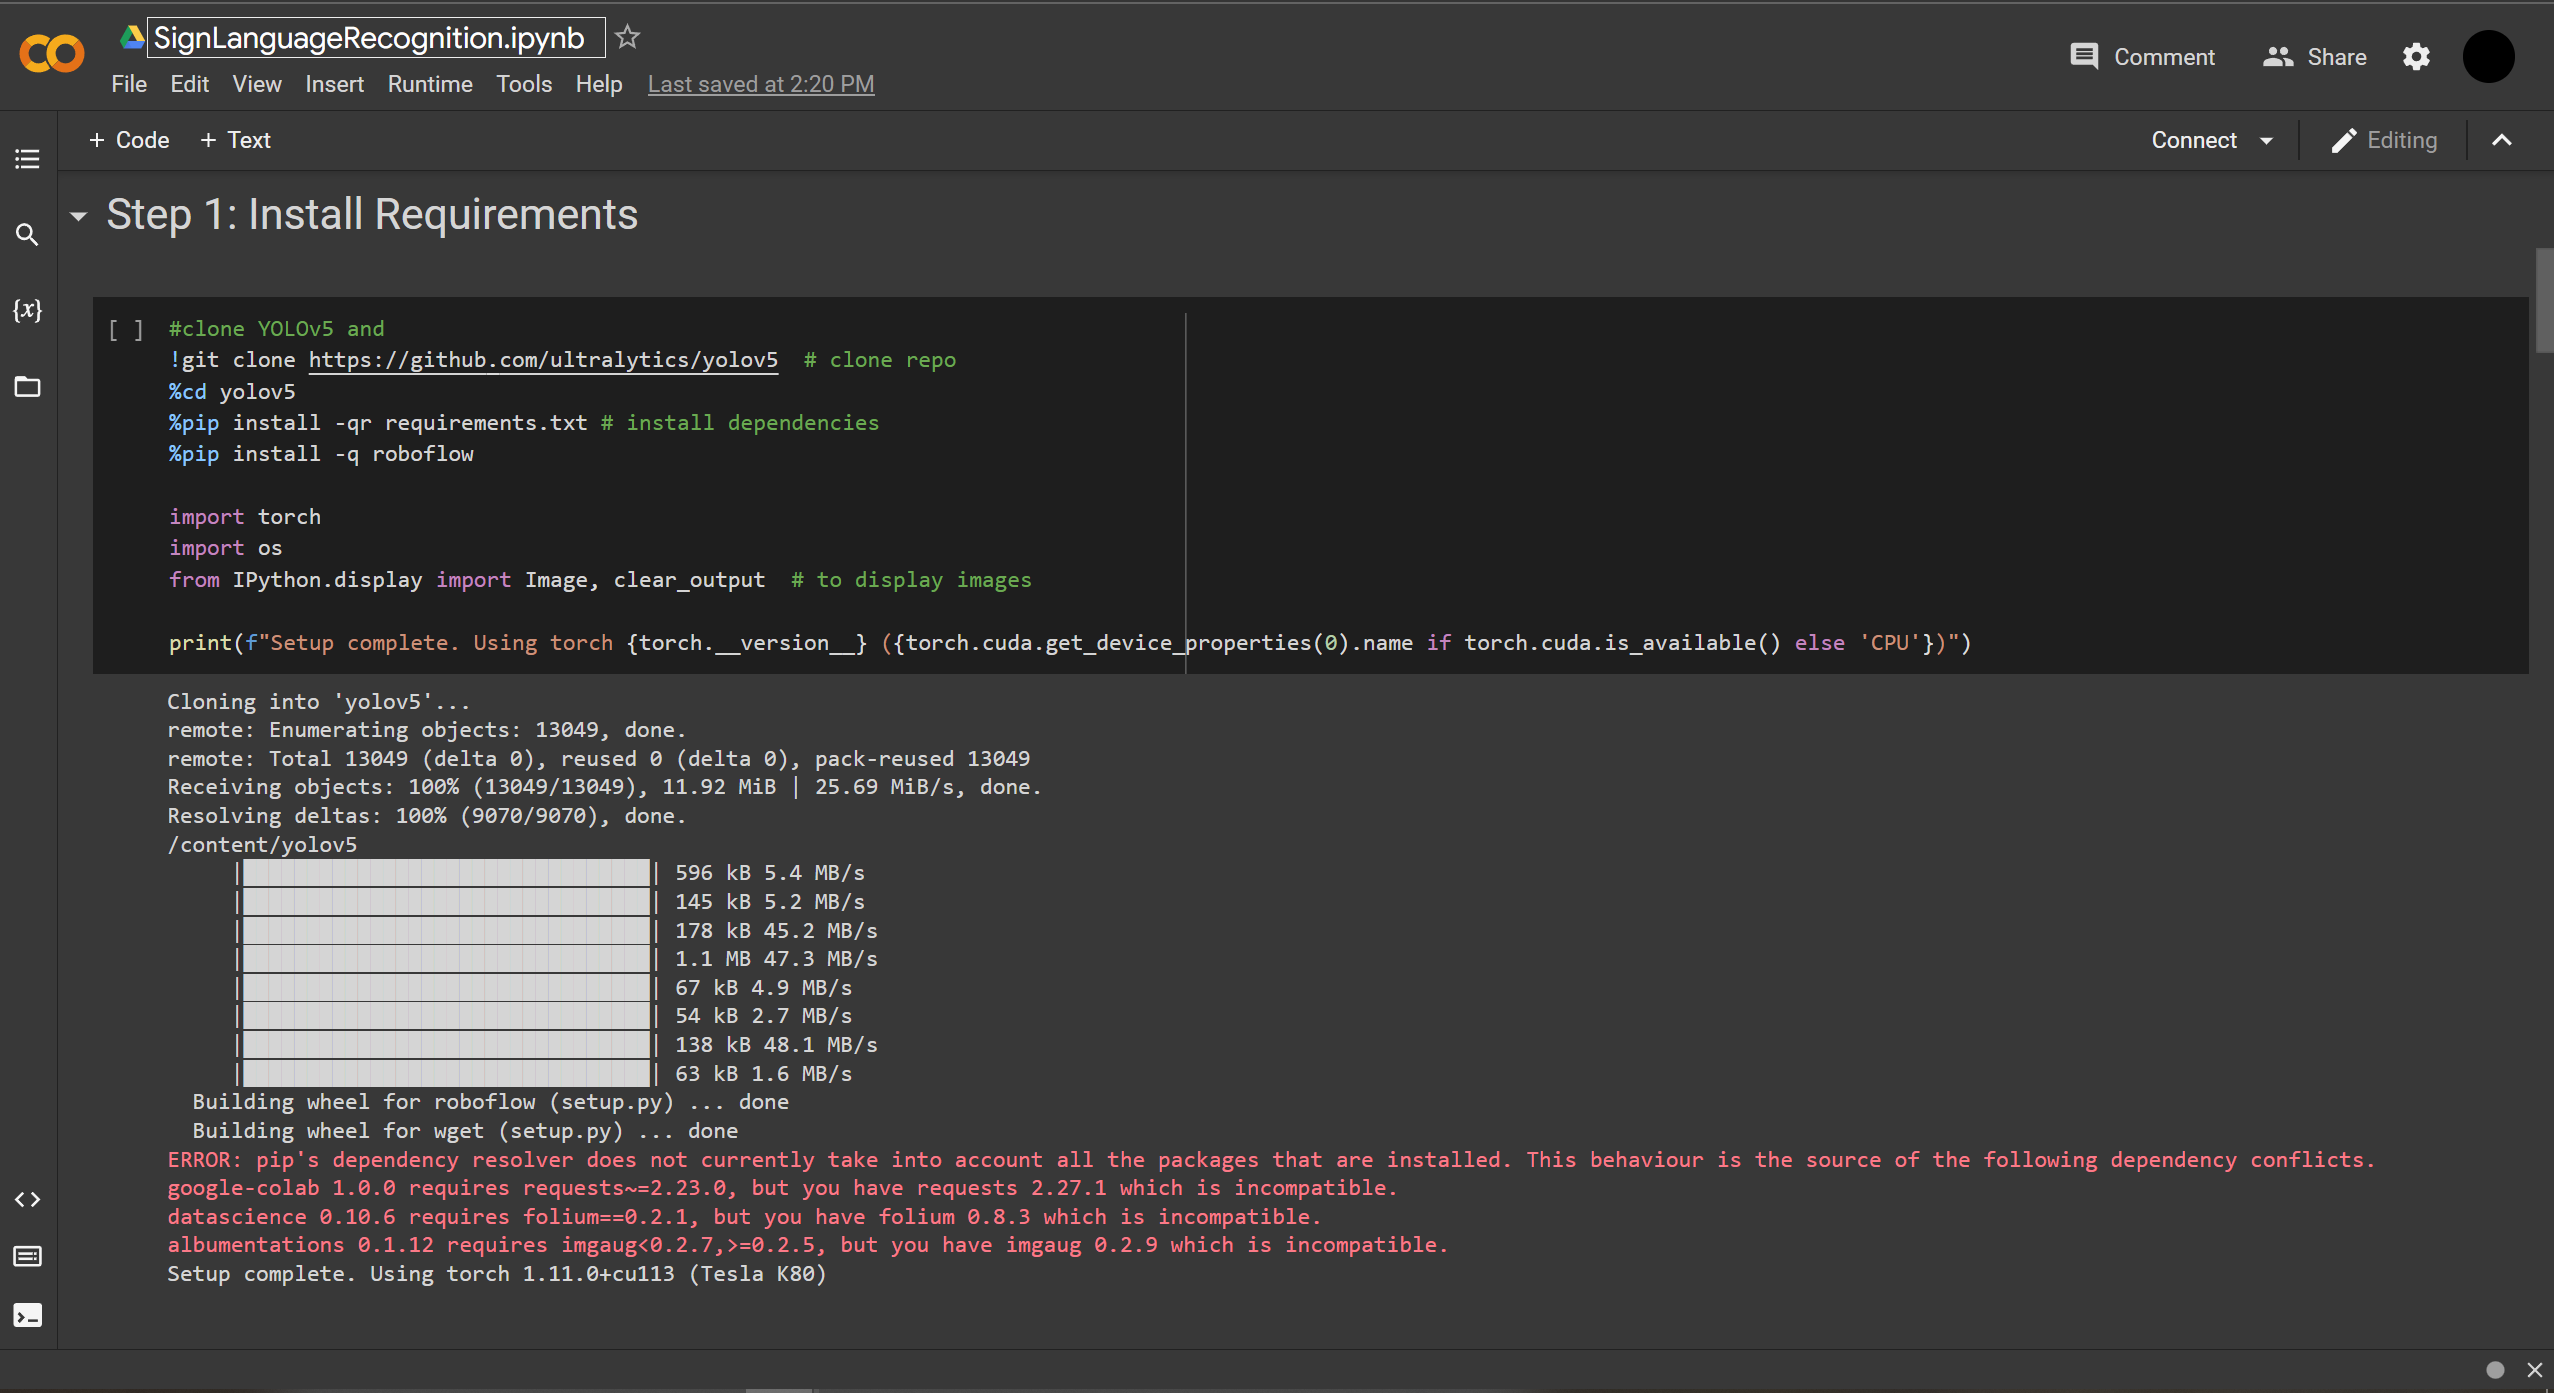 SignLanguageRecognition.ipynb
File Edit View Insert Runtime Tools Help Last saved at 2:20 PM
Comment Share
+ Code + Text
Connect Editing
Step 1: Install Requirements
{x}
[ ] #clone YOLOv5 and
!git clone https://github.com/ultralytics/yolov5  # clone repo
%cd yolov5
%pip install -qr requirements.txt # install dependencies
%pip install -q roboflow
import torch
import os
from IPython.display import Image, clear_output  # to display images
print(f"Setup complete. Using torch {torch.__version__} ({torch.cuda.get_device_properties(0).name if torch.cuda.is_available() else 'CPU'})")
Cloning into 'yolov5'...
remote: Enumerating objects: 13049, done.
remote: Total 13049 (delta 0), reused 0 (delta 0), pack-reused 13049
Receiving objects: 100% (13049/13049), 11.92 MiB | 25.69 MiB/s, done.
Resolving deltas: 100% (9070/9070), done.
/content/yolov5
| | 596 kB 5.4 MB/s
| | 145 kB 5.2 MB/s
| | 178 kB 45.2 MB/s
| | 1.1 MB 47.3 MB/s
| | 67 kB 4.9 MB/s
| | 54 kB 2.7 MB/s
| | 138 kB 48.1 MB/s
| | 63 kB 1.6 MB/s
Building wheel for roboflow (setup.py) ... done
Building wheel for wget (setup.py) ... done
ERROR: pip's dependency resolver does not currently take into account all the packages that are installed. This behaviour is the source of the following dependency conflicts.
google-colab 1.0.0 requires requests~=2.23.0, but you have requests 2.27.1 which is incompatible.
datascience 0.10.6 requires folium==0.2.1, but you have folium 0.8.3 which is incompatible.
albumentations 0.1.12 requires imgaug<0.2.7,>=0.2.5, but you have imgaug 0.2.9 which is incompatible.
Setup complete. Using torch 1.11.0+cu113 (Tesla K80)